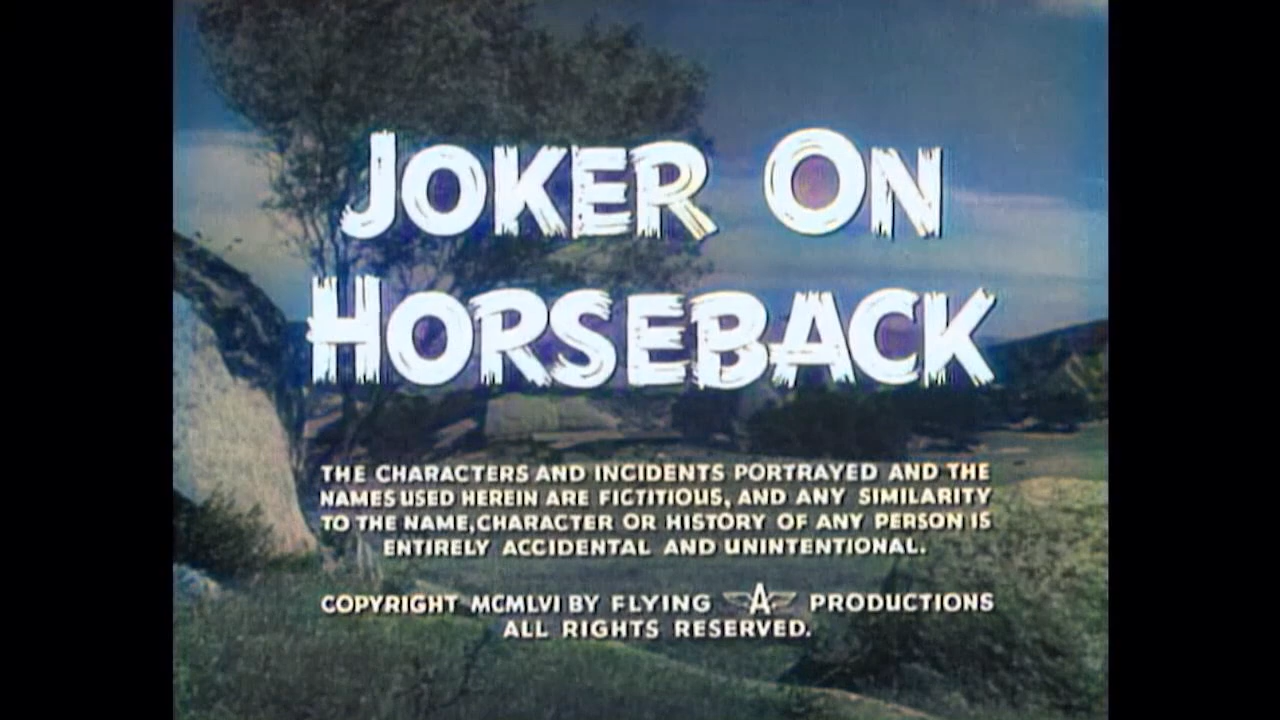 JOKER ON
HORSEBACK
THE CHARACTERS AND INCIDENTS PORTRAYED AND THE
NAMES USED HEREIN ARE FICTITIOUS, AND ANY SIMILARITY
TO THE NAME, CHARACTER OR HISTORY OF ANY PERSON IS
ENTIRELY ACCIDENTAL AND UNINTENTIONAL.
COPYRIGHT MCMLVI BY FLYING A PRODUCTIONS
ALL RIGHTS RESERVED.